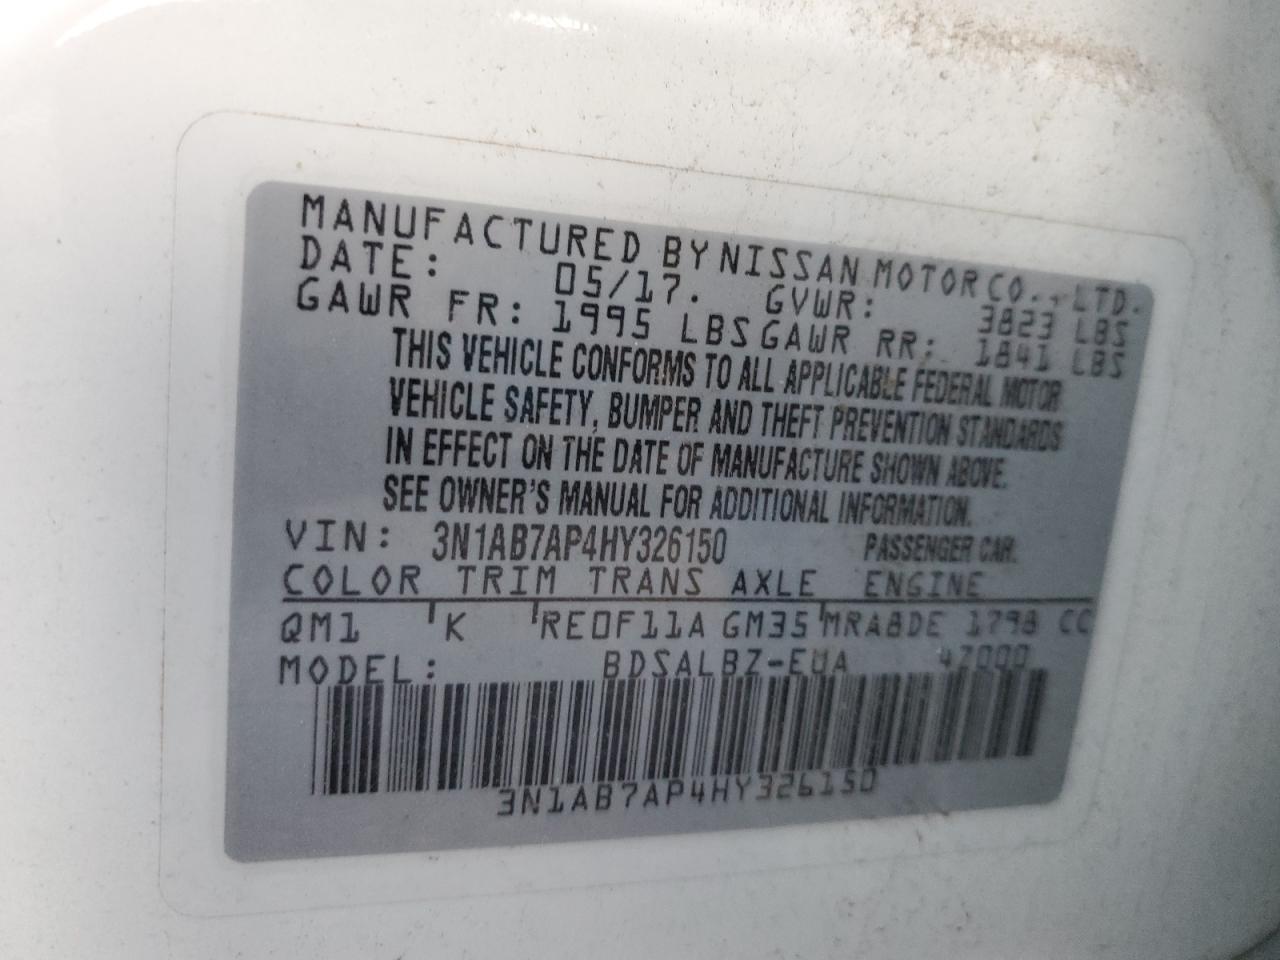 MANUFACTURED BY NISSAN MOTOR CO., LTD.
DATE: 05/17. GVWR: 3823 LBS
GAWR FR: 1995 LBS GAWR RR: 1841 LBS
THIS VEHICLE CONFORMS TO ALL APPLICABLE FEDERAL MOTOR
VEHICLE SAFETY, BUMPER AND THEFT PREVENTION STANDARDS
IN EFFECT ON THE DATE OF MANUFACTURE SHOWN ABOVE.
SEE OWNER'S MANUAL FOR ADDITIONAL INFORMATION.
VIN: 3N1AB7AP4HY326150 PASSENGER CAR.
COLOR TRIM TRANS AXLE ENGINE
QM1 K RE0F11A GM35 MRA8DE 1798 CC
MODEL: BDSALBZ-EUA 47000
3N1AB7AP4HY326150